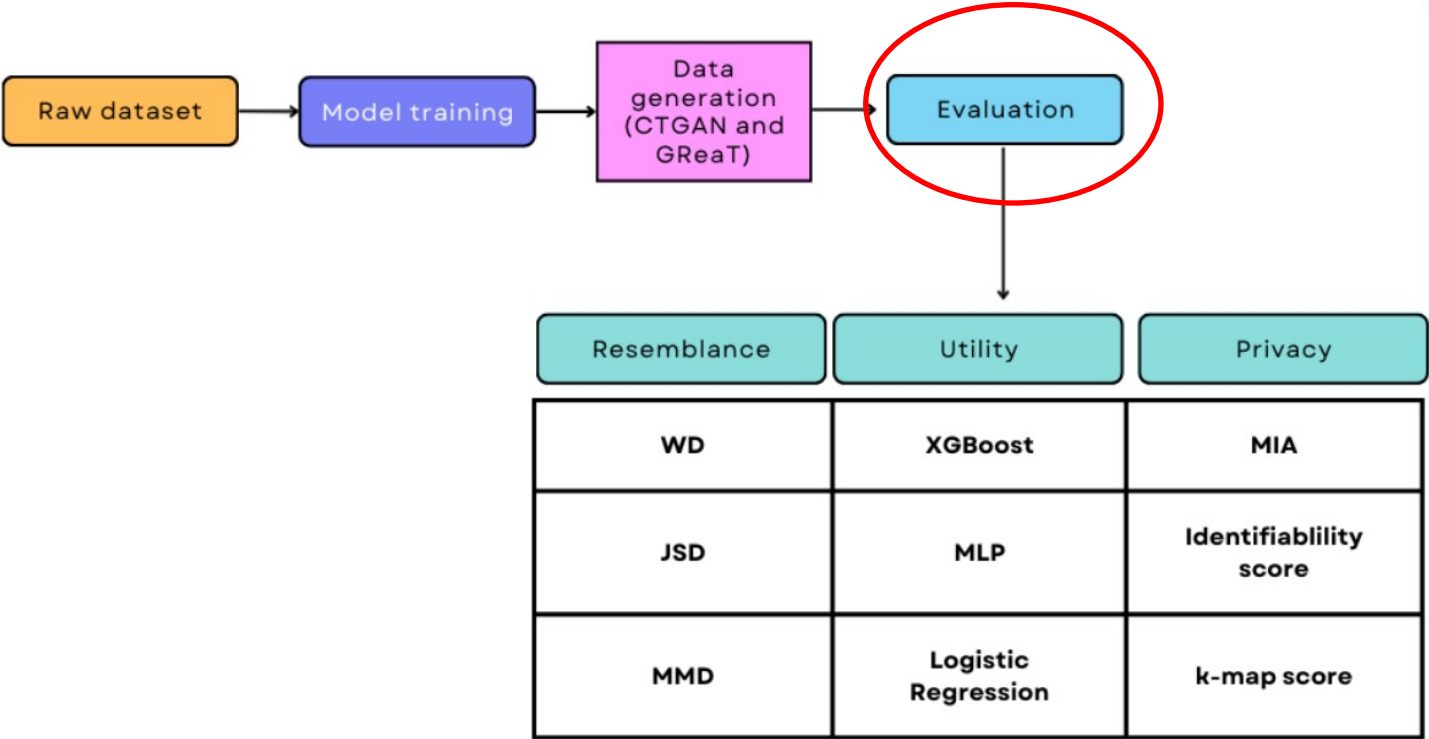 Raw dataset
Model training
Data
generation
(CTGAN and
GReaT)
Evaluation
Resemblance
Utility
Privacy
WD
XGBoost
MIA
JSD
MLP
Identifiablility
score
MMD
Logistic
Regression
k-map score